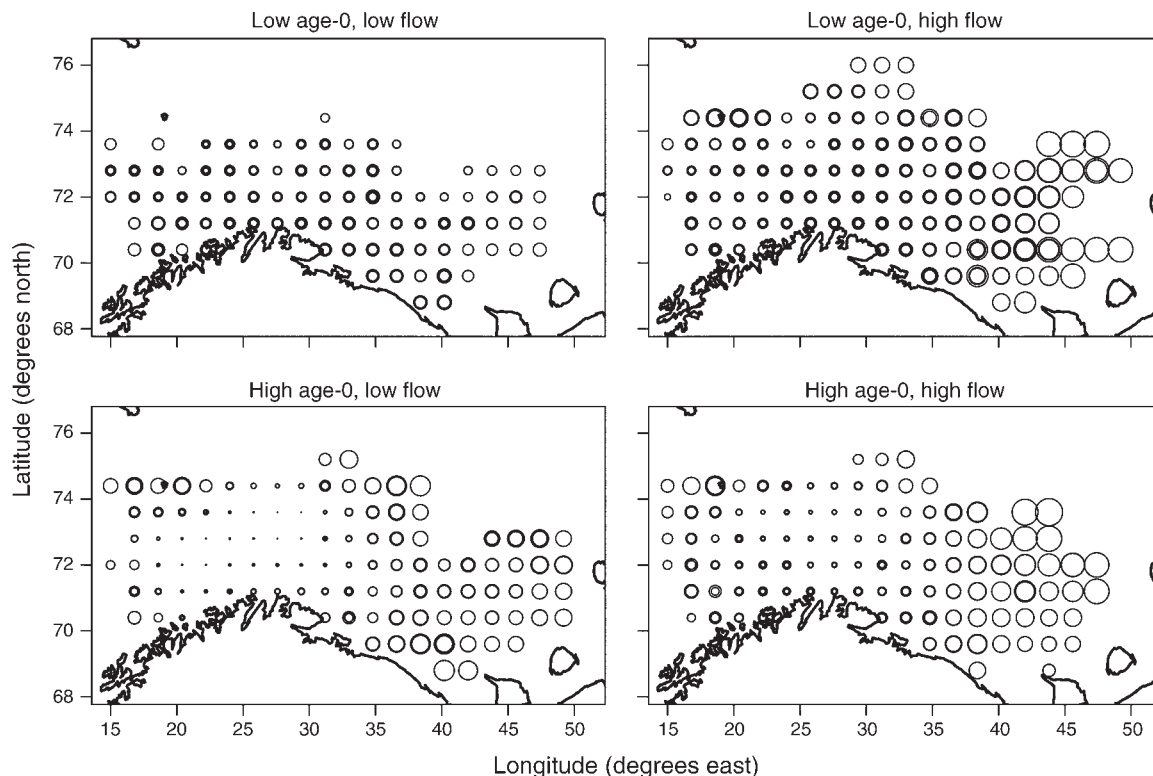 Low age-0, low flow
Low age-0, high flow
76
74
72
70
68
High age-0, low flow
High age-0, high flow
76
74
72
70
68
15 20 25 30 35 40 45 50
15 20 25 30 35 40 45 50
Latitude (degrees north)
Longitude (degrees east)